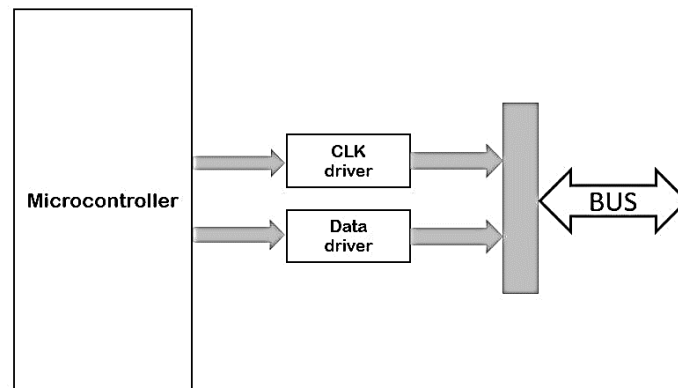 Microcontroller
CLK
driver
Data
driver
BUS